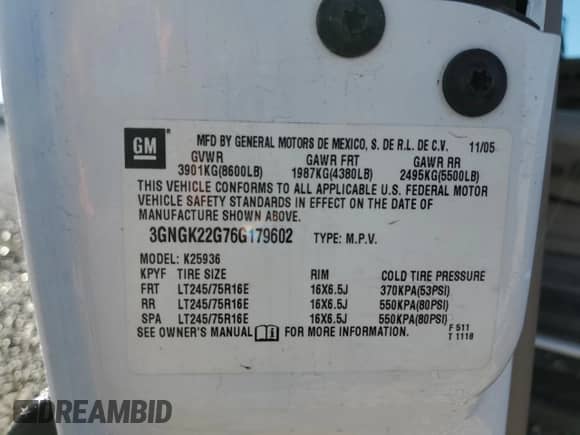 GM ®
MFD BY GENERAL MOTORS DE MEXICO, S. DE R.L. DE C.V. 11/05
GVWR GAWR FRT GAWR RR
3901KG(8600LB) 1987KG(4380LB) 2495KG(5500LB)
THIS VEHICLE CONFORMS TO ALL APPLICABLE U.S. FEDERAL MOTOR
VEHICLE SAFETY STANDARDS IN EFFECT ON THE DATE OF
MANUFACTURE SHOWN ABOVE.
3GNGK22G76G179602 TYPE: M.P.V.
MODEL: K25936
KPYF TIRE SIZE RIM COLD TIRE PRESSURE
FRT LT245/75R16E 16X6.5J 370KPA(53PSI)
RR LT245/75R16E 16X6.5J 550KPA(80PSI)
SPA LT245/75R16E 16X6.5J 550KPA(80PSI)
SEE OWNER'S MANUAL FOR MORE INFORMATION.
F 511
T 1118
DREAMBID